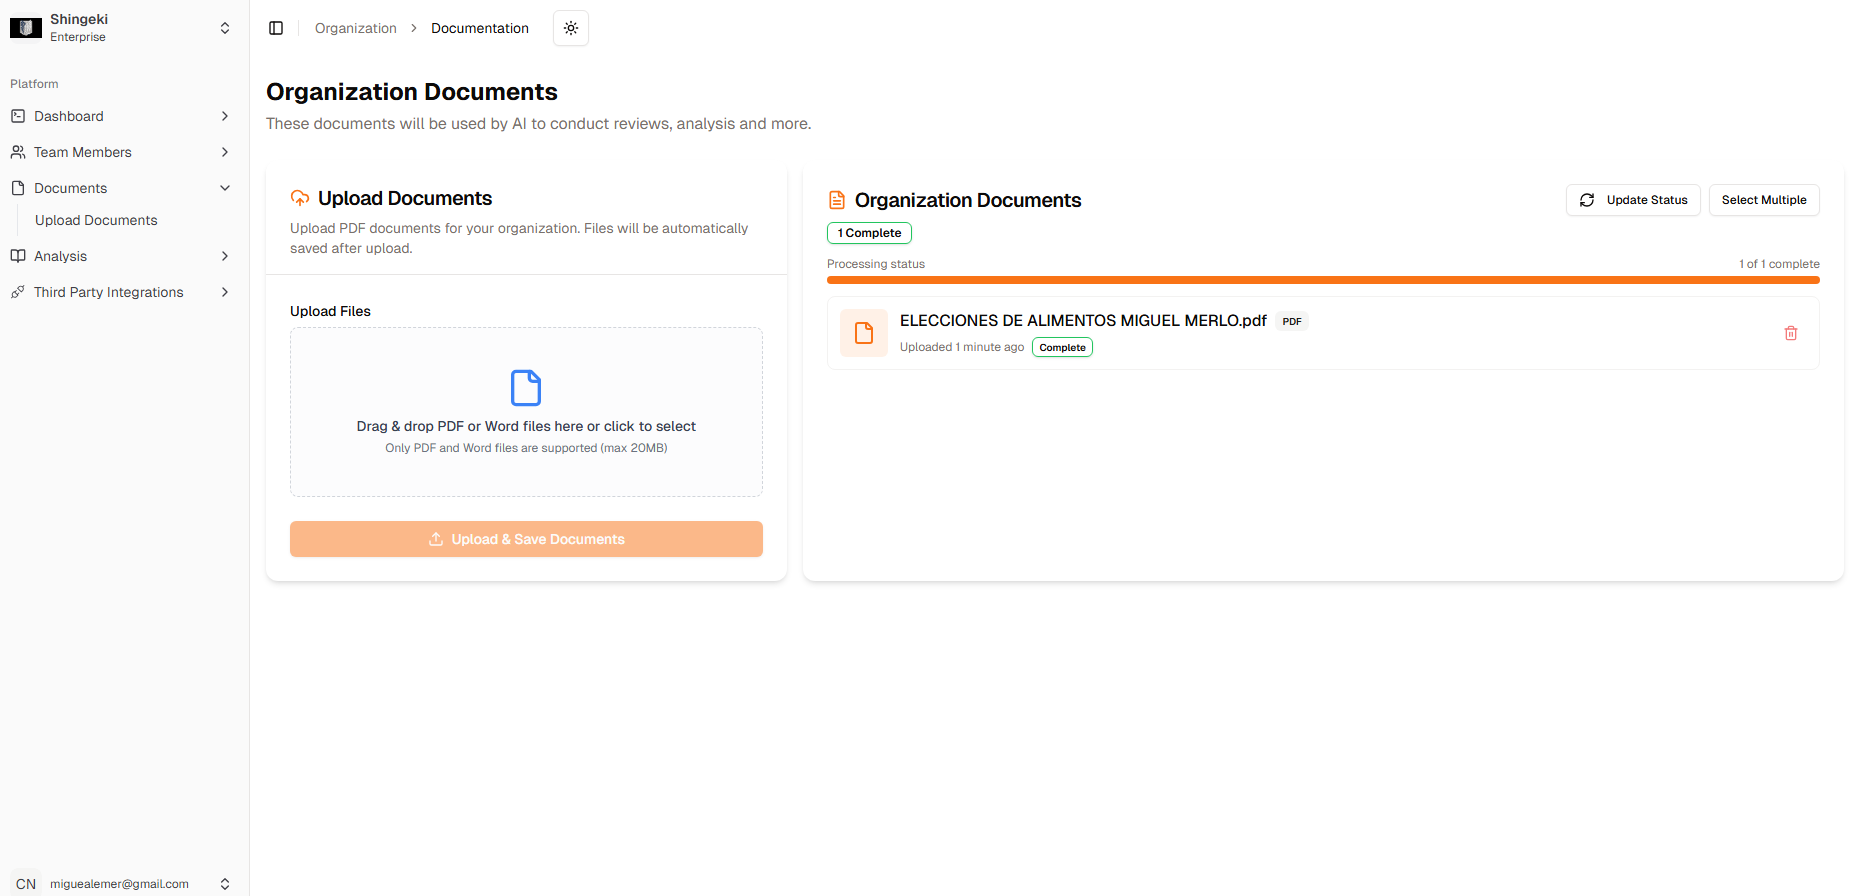 Shingeki
Enterprise
Platform
Dashboard
Team Members
Documents
Upload Documents
Analysis
Third Party Integrations
CN
miguealemer@gmail.com
Organization
Documentation
Organization Documents
These documents will be used by AI to conduct reviews, analysis and more.
Upload Documents
Upload PDF documents for your organization. Files will be automatically
saved after upload.
Upload Files
Drag & drop PDF or Word files here or click to select
Only PDF and Word files are supported (max 20MB)
Upload & Save Documents
Organization Documents
Update Status
Select Multiple
1 Complete
Processing status
1 of 1 complete
ELECCIONES DE ALIMENTOS MIGUEL MERLO.pdf
PDF
Uploaded 1 minute ago
Complete